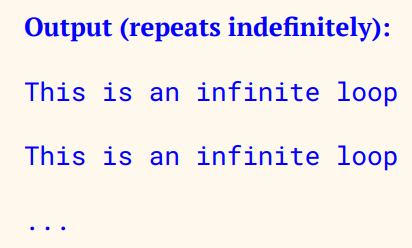 Output (repeats indefinitely):
This is an infinite loop
This is an infinite loop
...